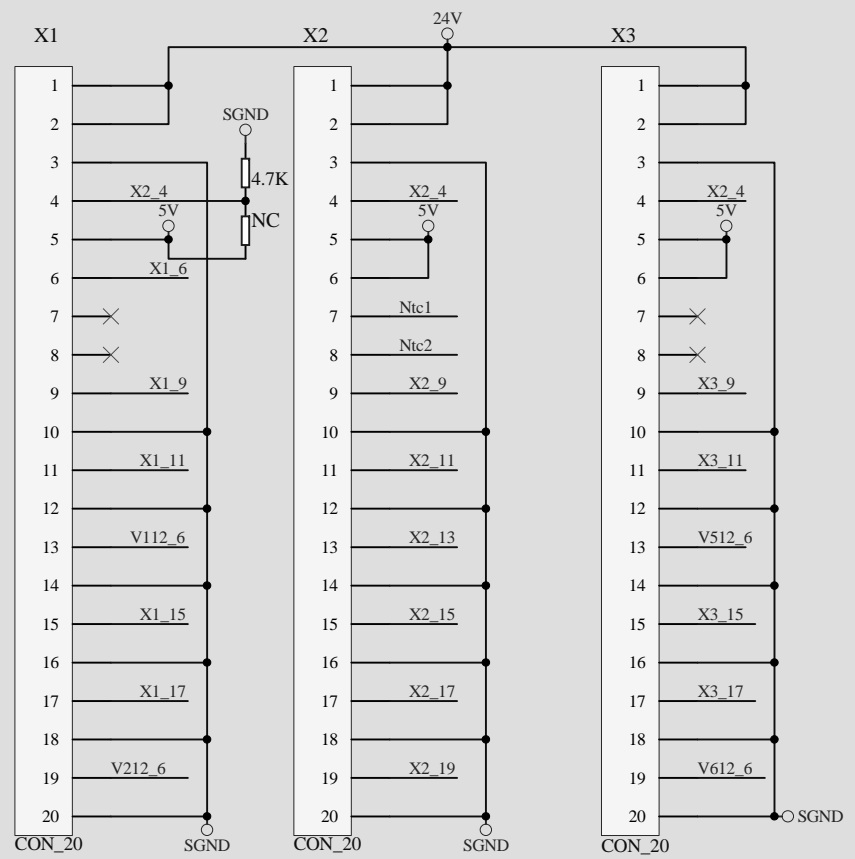 24V
X1 X2 X3
1 1 1
2 2 2
SGND
3 3 3
4.7K
4 X2_4 4 X2_4 4 X2_4
5V 5V 5V
NC
5 5 5
6 X1_6 6 6
7 7 Ntc1 7
8 8 Ntc2 8
9 X1_9 9 X2_9 9 X3_9
10 10 10
11 X1_11 11 X2_11 11 X3_11
12 12 12
13 V112_6 13 X2_13 13 V512_6
14 14 14
15 X1_15 15 X2_15 15 X3_15
16 16 16
17 X1_17 17 X2_17 17 X3_17
18 18 18
19 V212_6 19 X2_19 19 V612_6
20 20 20 SGND
CON_20 SGND CON_20 SGND CON_20